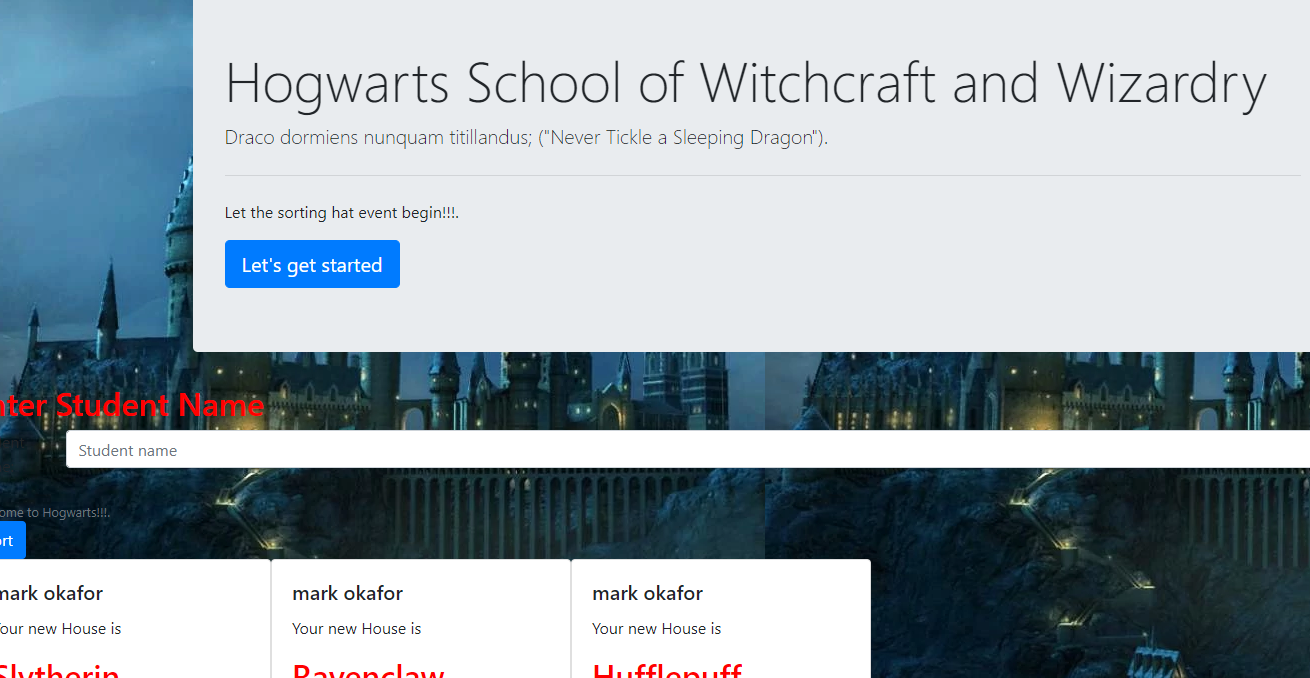 Hogwarts School of Witchcraft and Wizardry
Draco dormiens nunquam titillandus; ("Never Tickle a Sleeping Dragon").
Let the sorting hat event begin!!!.
Let's get started
nter Student Name
Student name
ome to Hogwarts!!!.
ort
mark okafor mark okafor mark okafor
Your new House is Your new House is Your new House is
Slytherin Ravenclaw Hufflepuff